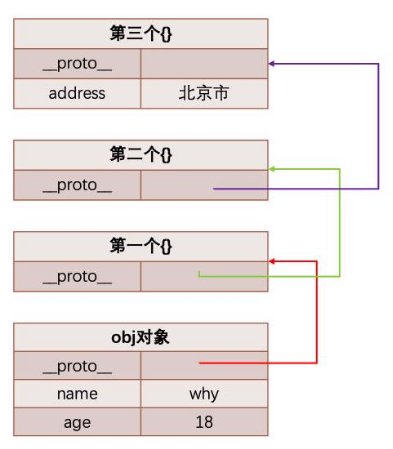 第三个{}
__proto__
address 北京市
第二个{}
__proto__
第一个{}
__proto__
obj对象
__proto__
name why
age 18